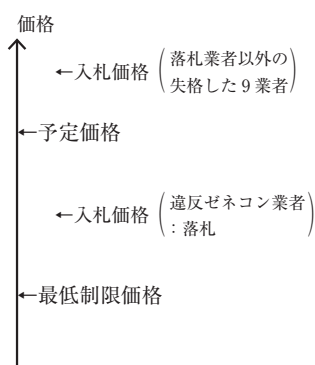 価格
←入札価格(落札業者以外の
失格した9業者)
←予定価格
←入札価格(違反ゼネコン業者
:落札)
←最低制限価格